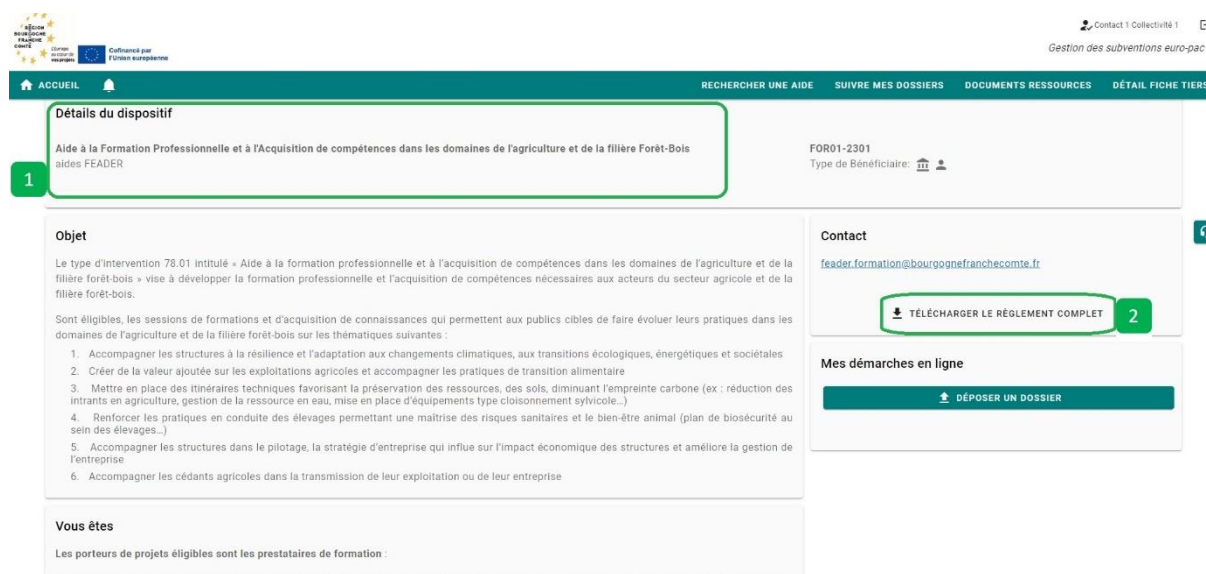 RÉGION
BOURGOGNE
FRANCHE
COMTÉ
L'Europe
au cœur de
vos projets
Cofinancé par
l'Union européenne
Contact 1 Collectivité 1
Gestion des subventions euro-pac
ACCUEIL
RECHERCHER UNE AIDE SUIVRE MES DOSSIERS DOCUMENTS RESSOURCES DÉTAIL FICHE TIERS
Détails du dispositif
Aide à la Formation Professionnelle et à l'Acquisition de compétences dans les domaines de l'agriculture et de la filière Forêt-Bois
aides FEADER
1
FOR01-2301
Type de Bénéficiaire:
Objet
Le type d'intervention 78.01 intitulé « Aide à la formation professionnelle et à l'acquisition de compétences dans les domaines de l'agriculture et de la
filière forêt-bois » vise à développer la formation professionnelle et l'acquisition de compétences nécessaires aux acteurs du secteur agricole et de la
filière forêt-bois.
Sont éligibles, les sessions de formations et d'acquisition de connaissances qui permettent aux publics cibles de faire évoluer leurs pratiques dans les
domaines de l'agriculture et de la filière forêt-bois sur les thématiques suivantes :
1. Accompagner les structures à la résilience et l'adaptation aux changements climatiques, aux transitions écologiques, énergétiques et sociétales
2. Créer de la valeur ajoutée sur les exploitations agricoles et accompagner les pratiques de transition alimentaire
3. Mettre en place des itinéraires techniques favorisant la préservation des ressources, des sols, diminuant l'empreinte carbone (ex : réduction des
intrants en agriculture, gestion de la ressource en eau, mise en place d'équipements type cloisonnement sylvicole…)
4. Renforcer les pratiques en conduite des élevages permettant une maîtrise des risques sanitaires et le bien-être animal (plan de biosécurité au
sein des élevages…)
5. Accompagner les structures dans le pilotage, la stratégie d'entreprise qui influe sur l'impact économique des structures et améliore la gestion de
l'entreprise
6. Accompagner les cédants agricoles dans la transmission de leur exploitation ou de leur entreprise
Contact
feader.formation@bourgognefranchecomte.fr
TÉLÉCHARGER LE RÈGLEMENT COMPLET
2
Mes démarches en ligne
DÉPOSER UN DOSSIER
Vous êtes
Les porteurs de projets éligibles sont les prestataires de formation :